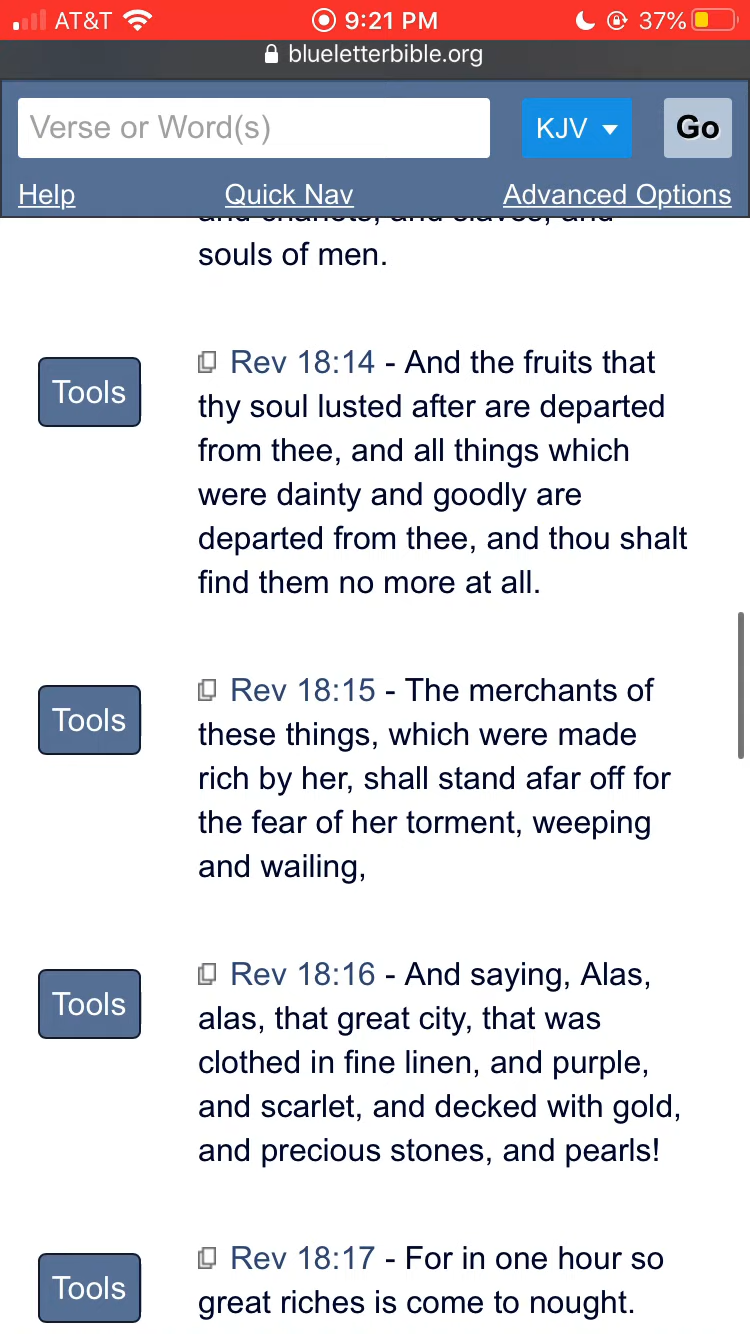 AT&T 9:21 PM 37%
blueletterbible.org
Verse or Word(s) KJV Go
Help Quick Nav Advanced Options
and chariots, and slaves, and
souls of men.
Tools
Rev 18:14 - And the fruits that
thy soul lusted after are departed
from thee, and all things which
were dainty and goodly are
departed from thee, and thou shalt
find them no more at all.
Tools
Rev 18:15 - The merchants of
these things, which were made
rich by her, shall stand afar off for
the fear of her torment, weeping
and wailing,
Tools
Rev 18:16 - And saying, Alas,
alas, that great city, that was
clothed in fine linen, and purple,
and scarlet, and decked with gold,
and precious stones, and pearls!
Tools
Rev 18:17 - For in one hour so
great riches is come to nought.